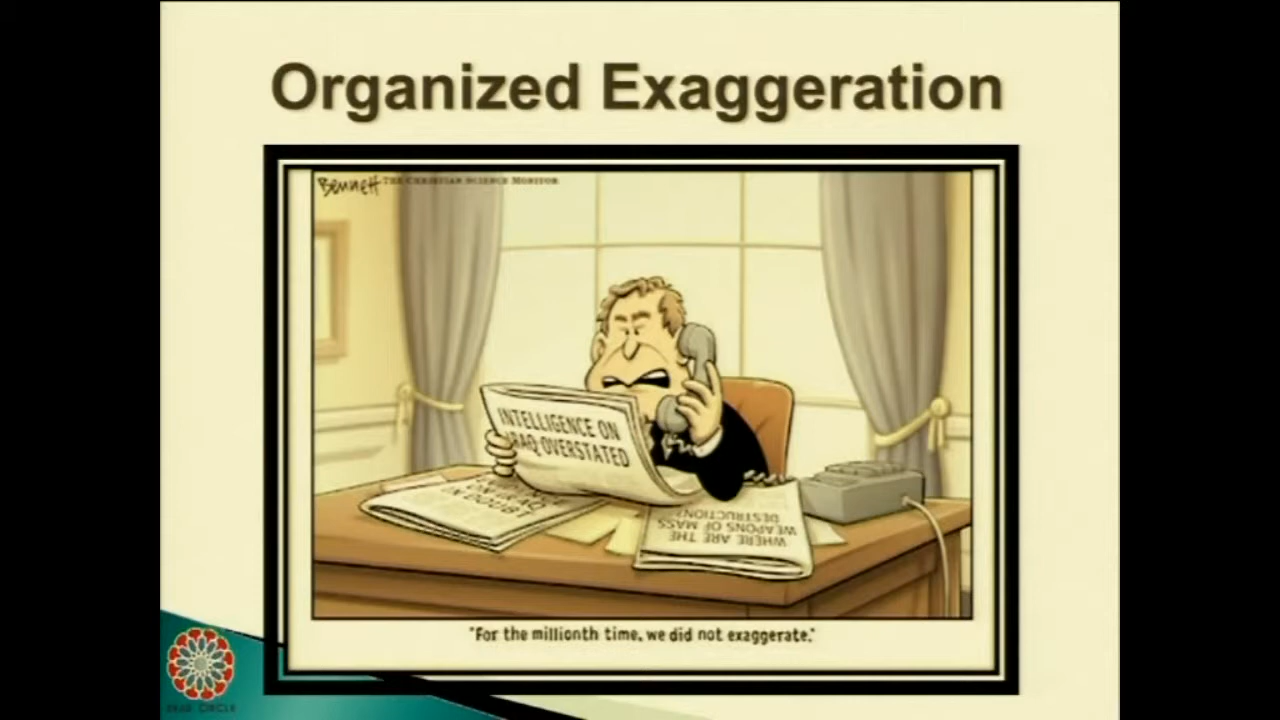 Organized Exaggeration
Bennett THE CHRISTIAN SCIENCE MONITOR
INTELLIGENCE ON
IRAQ OVERSTATED
IN DOUBT
WHERE ARE THE
WEAPONS OF MASS
DESTRUCTION?
"For the millionth time, we did not exaggerate."
CIRCLE